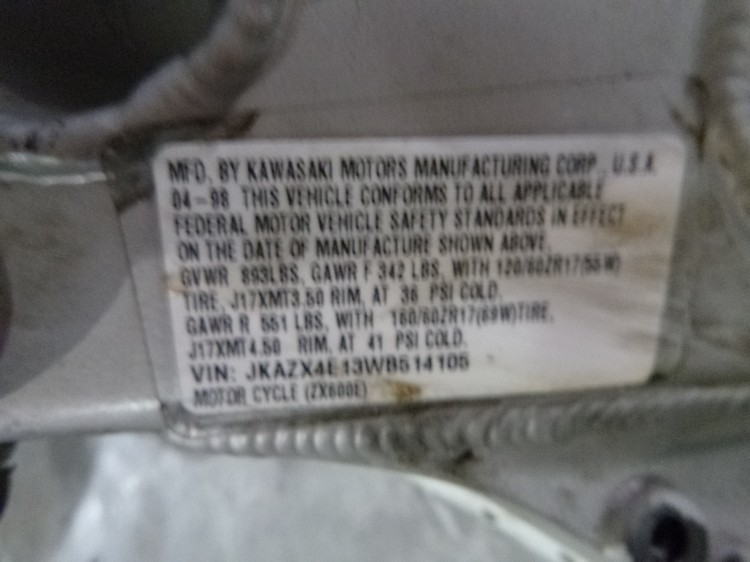 MFD. BY KAWASAKI MOTORS MANUFACTURING CORP., U.S.A.
04-98 THIS VEHICLE CONFORMS TO ALL APPLICABLE
FEDERAL MOTOR VEHICLE SAFETY STANDARDS IN EFFECT
ON THE DATE OF MANUFACTURE SHOWN ABOVE.
GVWR 893LBS, GAWR F 342 LBS, WITH 120/60ZR17(55W)
TIRE, J17XMT3.50 RIM, AT 36 PSI COLD.
GAWR R 551 LBS, WITH 160/60ZR17(69W)TIRE,
J17XMT4.50 RIM, AT 41 PSI COLD.
VIN: JKAZX4E13WB514105
MOTOR CYCLE (ZX600E)